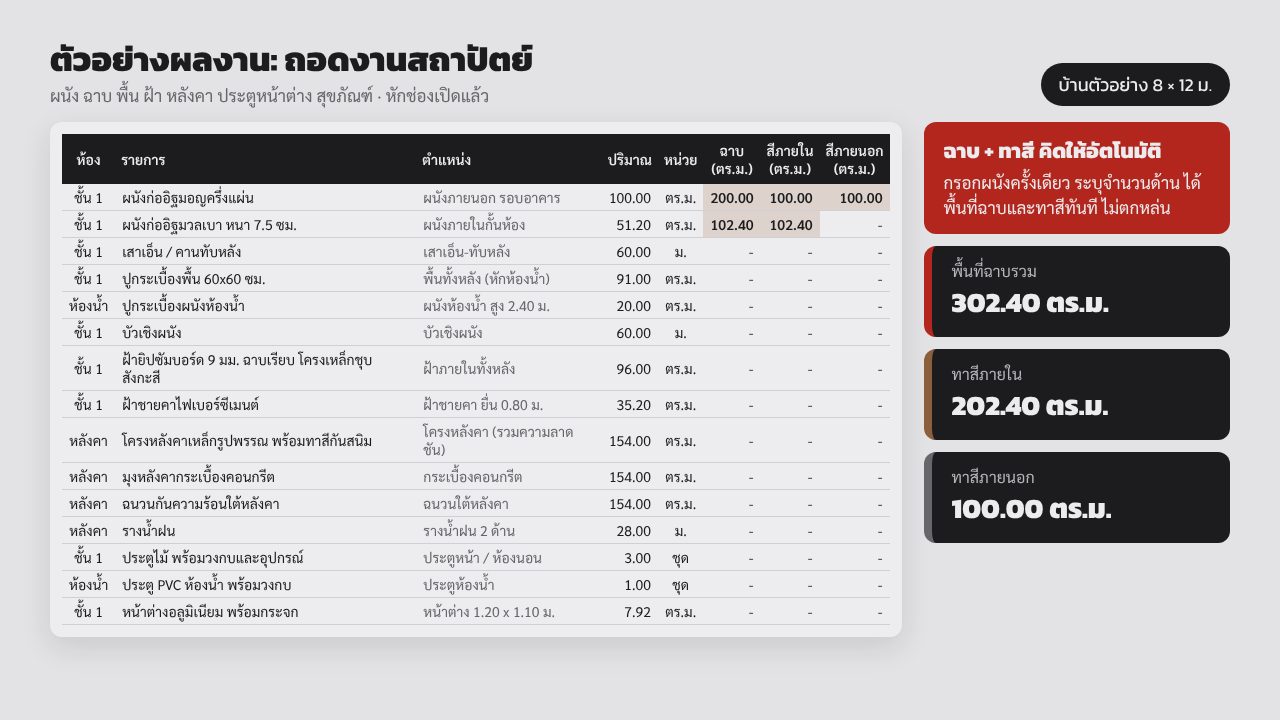 ตัวอย่างผลงาน: ถอดงานสถาปัตย์
ผนัง ฉาบ พื้น ฝ้า หลังคา ประตูหน้าต่าง สุขภัณฑ์ · หักช่องเปิดแล้ว
บ้านตัวอย่าง 8 × 12 ม.
ห้อง รายการ ตำแหน่ง ปริมาณ หน่วย ฉาบ (ตร.ม.) สีภายใน (ตร.ม.) สีภายนอก (ตร.ม.)
ชั้น 1 ผนังก่ออิฐมอญครึ่งแผ่น ผนังภายนอก รอบอาคาร 100.00 ตร.ม. 200.00 100.00 100.00
ชั้น 1 ผนังก่ออิฐมวลเบา หนา 7.5 ซม. ผนังภายในกั้นห้อง 51.20 ตร.ม. 102.40 102.40 -
ชั้น 1 เสาเอ็น / คานทับหลัง เสาเอ็น-ทับหลัง 60.00 ม. - - -
ชั้น 1 ปูกระเบื้องพื้น 60x60 ซม. พื้นทั้งหลัง (หักห้องน้ำ) 91.00 ตร.ม. - - -
ห้องน้ำ ปูกระเบื้องผนังห้องน้ำ ผนังห้องน้ำ สูง 2.40 ม. 20.00 ตร.ม. - - -
ชั้น 1 บัวเชิงผนัง บัวเชิงผนัง 60.00 ม. - - -
ชั้น 1 ฝ้ายิปซัมบอร์ด 9 มม. ฉาบเรียบ โครงเหล็กชุบ
สังกะสี ฝ้าภายในทั้งหลัง 96.00 ตร.ม. - - -
ชั้น 1 ฝ้าชายคาไฟเบอร์ซีเมนต์ ฝ้าชายคา ยื่น 0.80 ม. 35.20 ตร.ม. - - -
หลังคา โครงหลังคาเหล็กรูปพรรณ พร้อมทาสีกันสนิม โครงหลังคา (รวมความลาด
ชัน) 154.00 ตร.ม. - - -
หลังคา มุงหลังคากระเบื้องคอนกรีต กระเบื้องคอนกรีต 154.00 ตร.ม. - - -
หลังคา ฉนวนกันความร้อนใต้หลังคา ฉนวนใต้หลังคา 154.00 ตร.ม. - - -
หลังคา รางน้ำฝน รางน้ำฝน 2 ด้าน 28.00 ม. - - -
ชั้น 1 ประตูไม้ พร้อมวงกบและอุปกรณ์ ประตูหน้า / ห้องนอน 3.00 ชุด - - -
ห้องน้ำ ประตู PVC ห้องน้ำ พร้อมวงกบ ประตูห้องน้ำ 1.00 ชุด - - -
ชั้น 1 หน้าต่างอลูมิเนียม พร้อมกระจก หน้าต่าง 1.20 x 1.10 ม. 7.92 ตร.ม. - - -
ฉาบ + ทาสี คิดให้อัตโนมัติ
กรอกผนังครั้งเดียว ระบุจำนวนด้าน ได้
พื้นที่ฉาบและทาสีทันที ไม่ตกหล่น
พื้นที่ฉาบรวม
302.40 ตร.ม.
ทาสีภายใน
202.40 ตร.ม.
ทาสีภายนอก
100.00 ตร.ม.